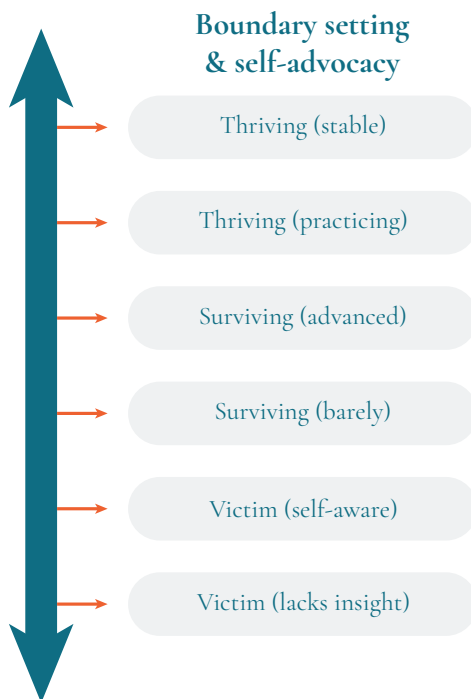 Boundary setting
& self-advocacy
Thriving (stable)
Thriving (practicing)
Surviving (advanced)
Surviving (barely)
Victim (self-aware)
Victim (lacks insight)